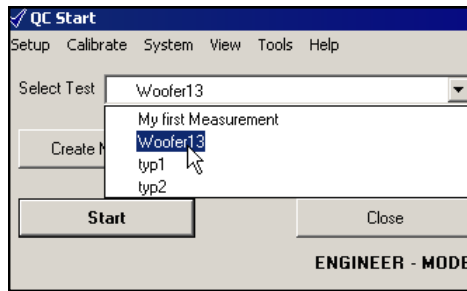 QC Start
Setup Calibrate System View Tools Help
Select Test Woofer13
My first Measurement
Woofer13
typ1
typ2
Create
Start Close
ENGINEER - MODE